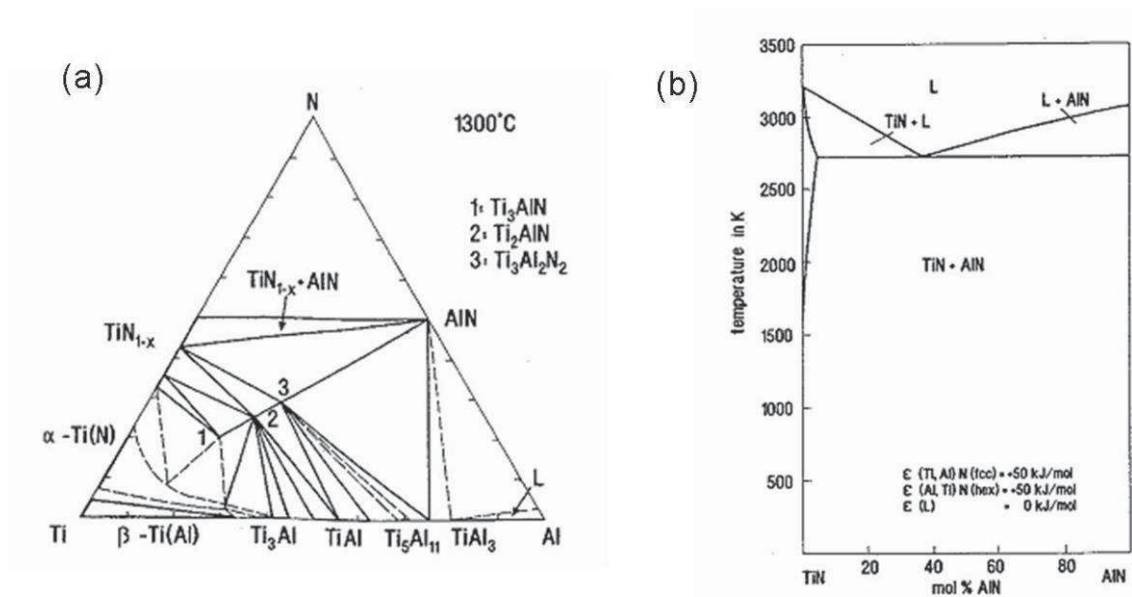 (a)
N
1300°C
1: Ti₃AlN
2: Ti₂AlN
3: Ti₃Al₂N₂
TiN₁₋ₓ+AlN
TiN₁₋ₓ
AlN
3
2
1
α -Ti(N)
L
Ti
β -Ti(Al)
Ti₃Al
TiAl
Ti₅Al₁₁
TiAl₃
Al
(b)
3500
L
L + AlN
3000
TiN + L
2500
temperature in K
2000
TiN + AlN
1500
1000
500
ε (Ti, Al) N (fcc) = +50 kJ/mol
ε (Al, Ti) N (hex) = +50 kJ/mol
ε (L) = 0 kJ/mol
TiN
20
40
60
80
AlN
mol % AlN